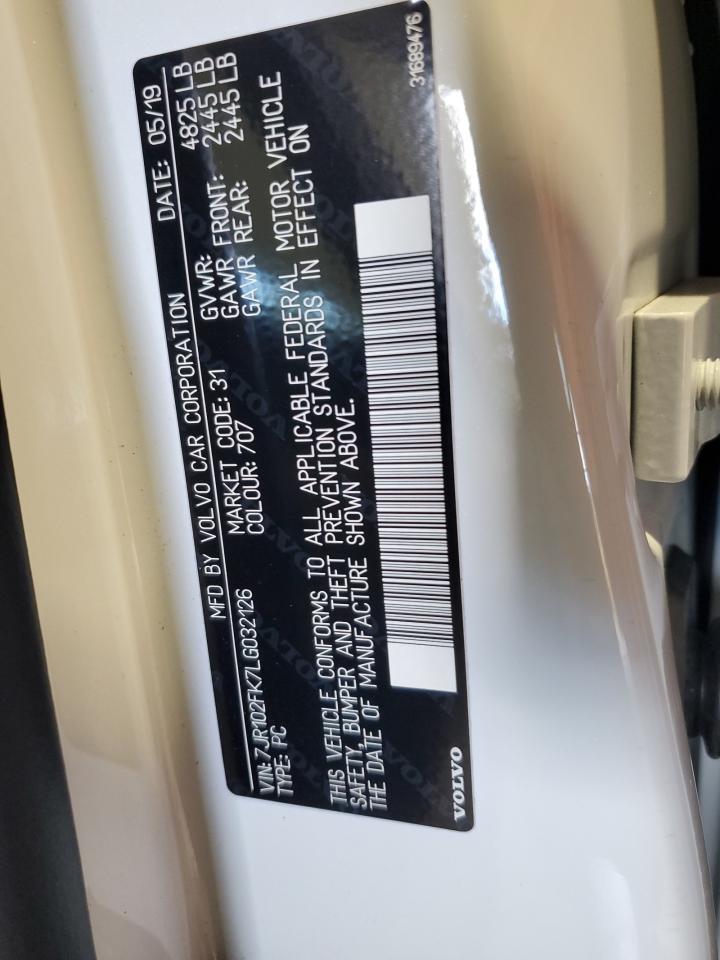 MFD BY VOLVO CAR CORPORATION DATE: 05/19
GVWR: 4825 LB
MARKET CODE: 31 GAWR FRONT: 2445 LB
VIN: 7JR102FK7LG032126 COLOUR: 707 GAWR REAR: 2445 LB
TYPE: PC
THIS VEHICLE CONFORMS TO ALL APPLICABLE FEDERAL MOTOR VEHICLE
SAFETY, BUMPER AND THEFT PREVENTION STANDARDS IN EFFECT ON
THE DATE OF MANUFACTURE SHOWN ABOVE.
VOLVO 31689476